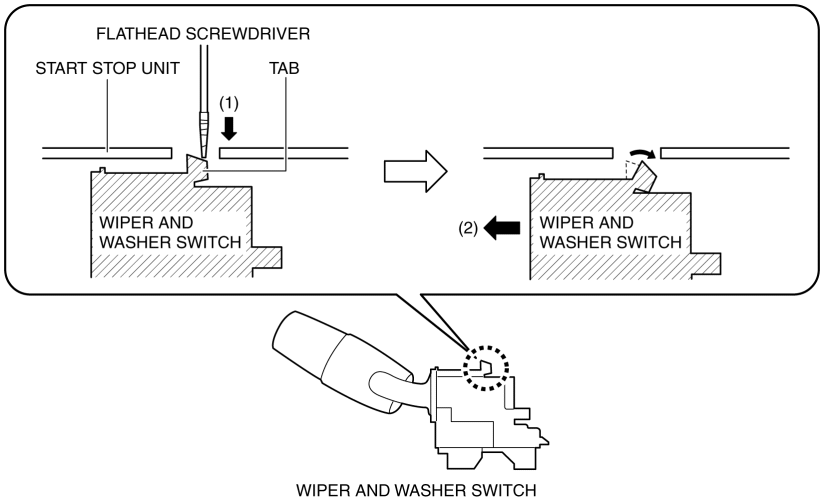 FLATHEAD SCREWDRIVER
START STOP UNIT
TAB
(1)
WIPER AND
WASHER SWITCH
(2)
WIPER AND
WASHER SWITCH
WIPER AND WASHER SWITCH